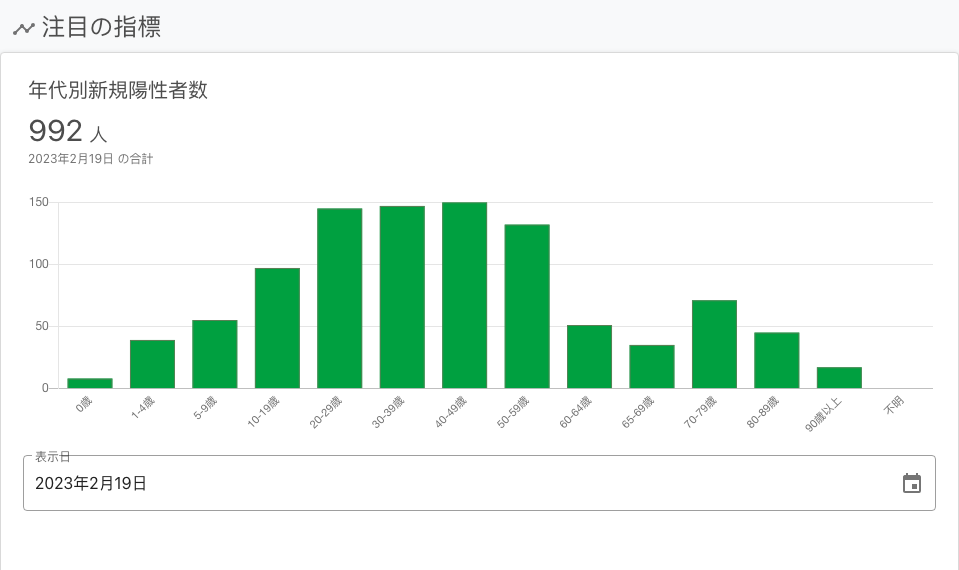 注目の指標
年代別新規陽性者数
992 人
2023年2月19日 の合計
150
100
50
0
0歳
1-4歳
5-9歳
10-19歳
20-29歳
30-39歳
40-49歳
50-59歳
60-64歳
65-69歳
70-79歳
80-89歳
90歳以上
不明
表示日
2023年2月19日